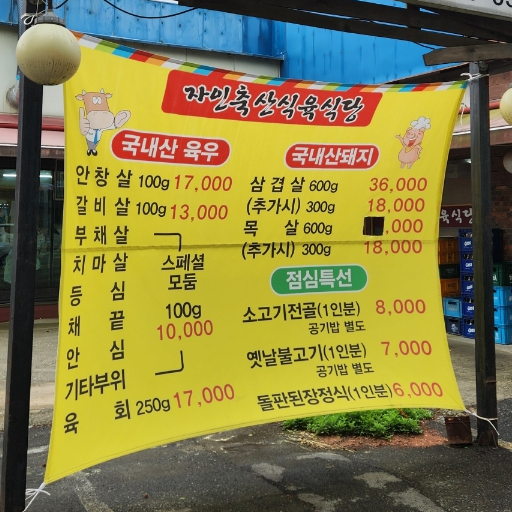 자인축산식육식당
국내산 육우
안창살 100g 17,000
갈비살 100g 13,000
부채살
치마살
등심
채끝
안심
기타부위
스페셜
모둠
100g
10,000
육회 250g 17,000
국내산돼지
삼겹살 600g 36,000
(추가시) 300g 18,000
목살 600g ,000
(추가시) 300g 18,000
점심특선
소고기전골(1인분) 8,000
공기밥 별도
옛날불고기(1인분) 7,000
공기밥 별도
돌판된장정식(1인분) 6,000
육식당